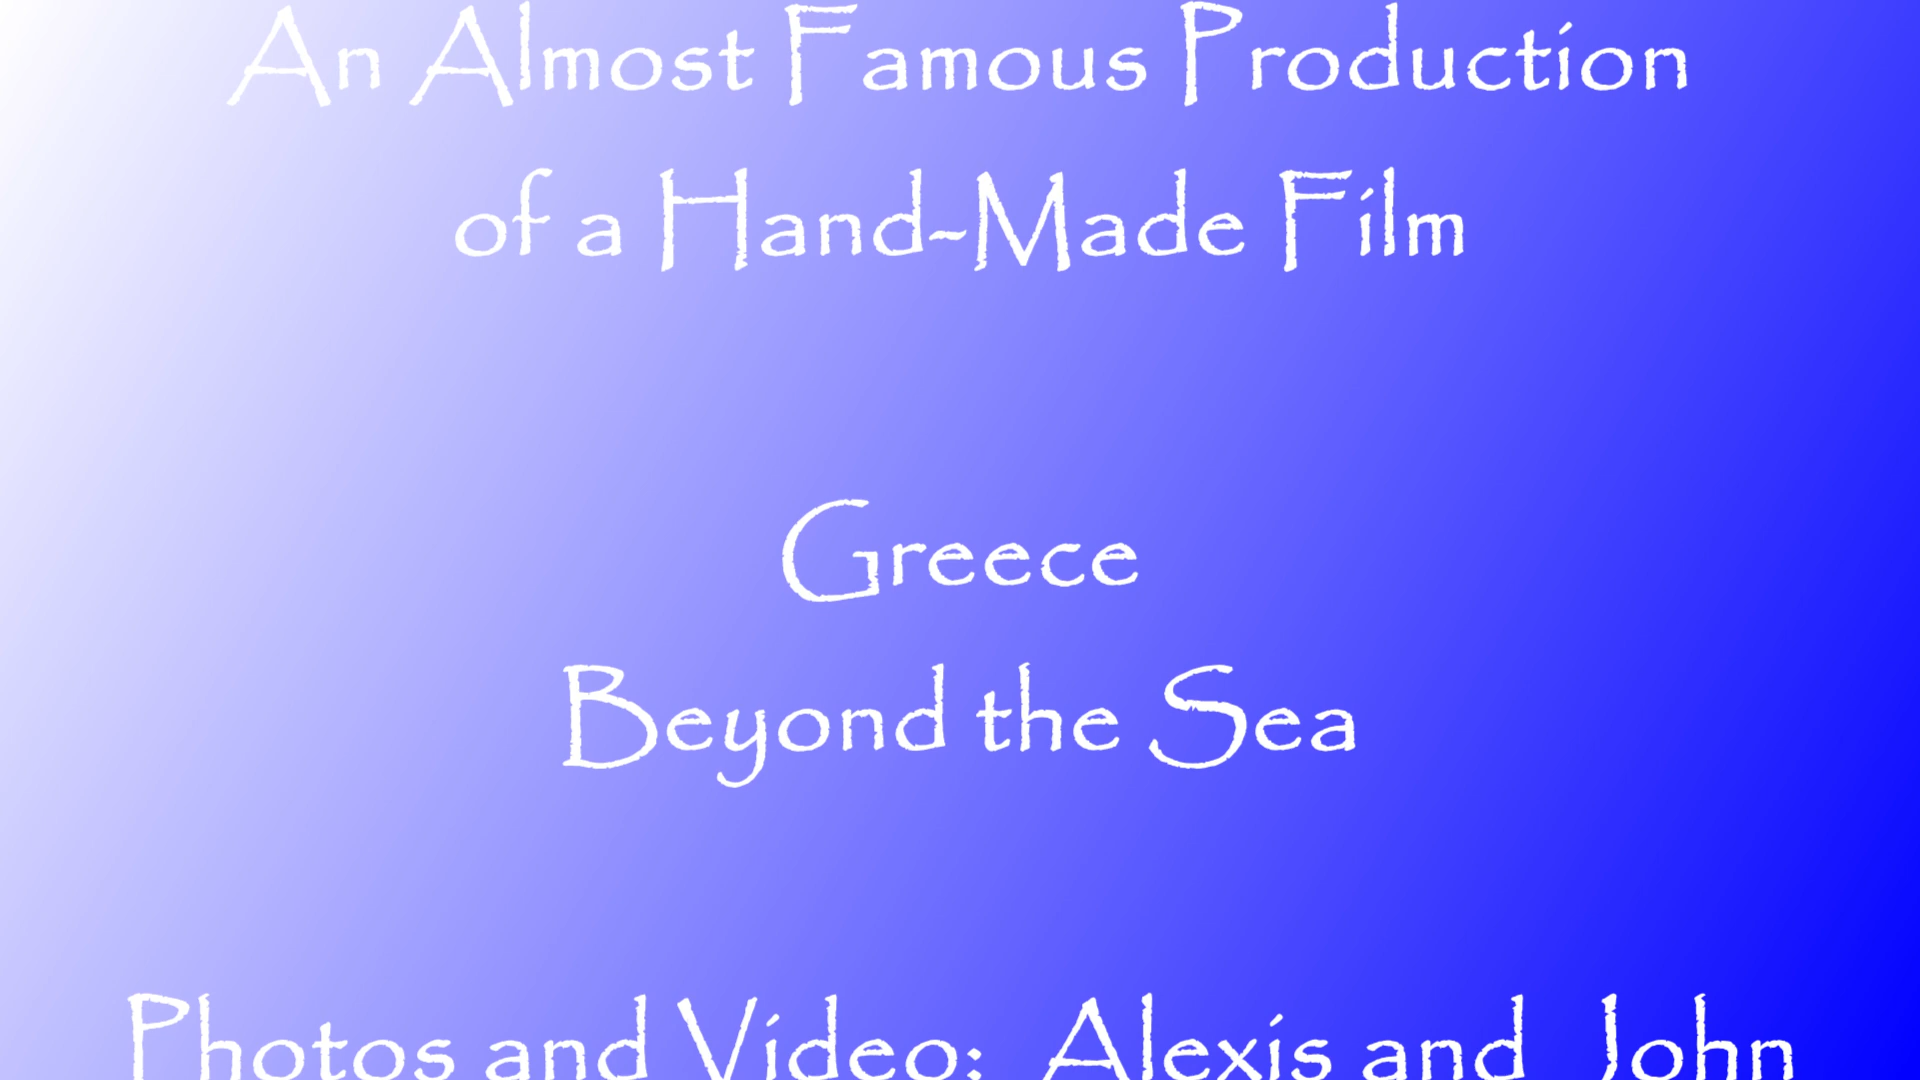 An Almost Famous Production
of a Hand-Made Film
Greece
Beyond the Sea
Photos and Video: Alexis and John